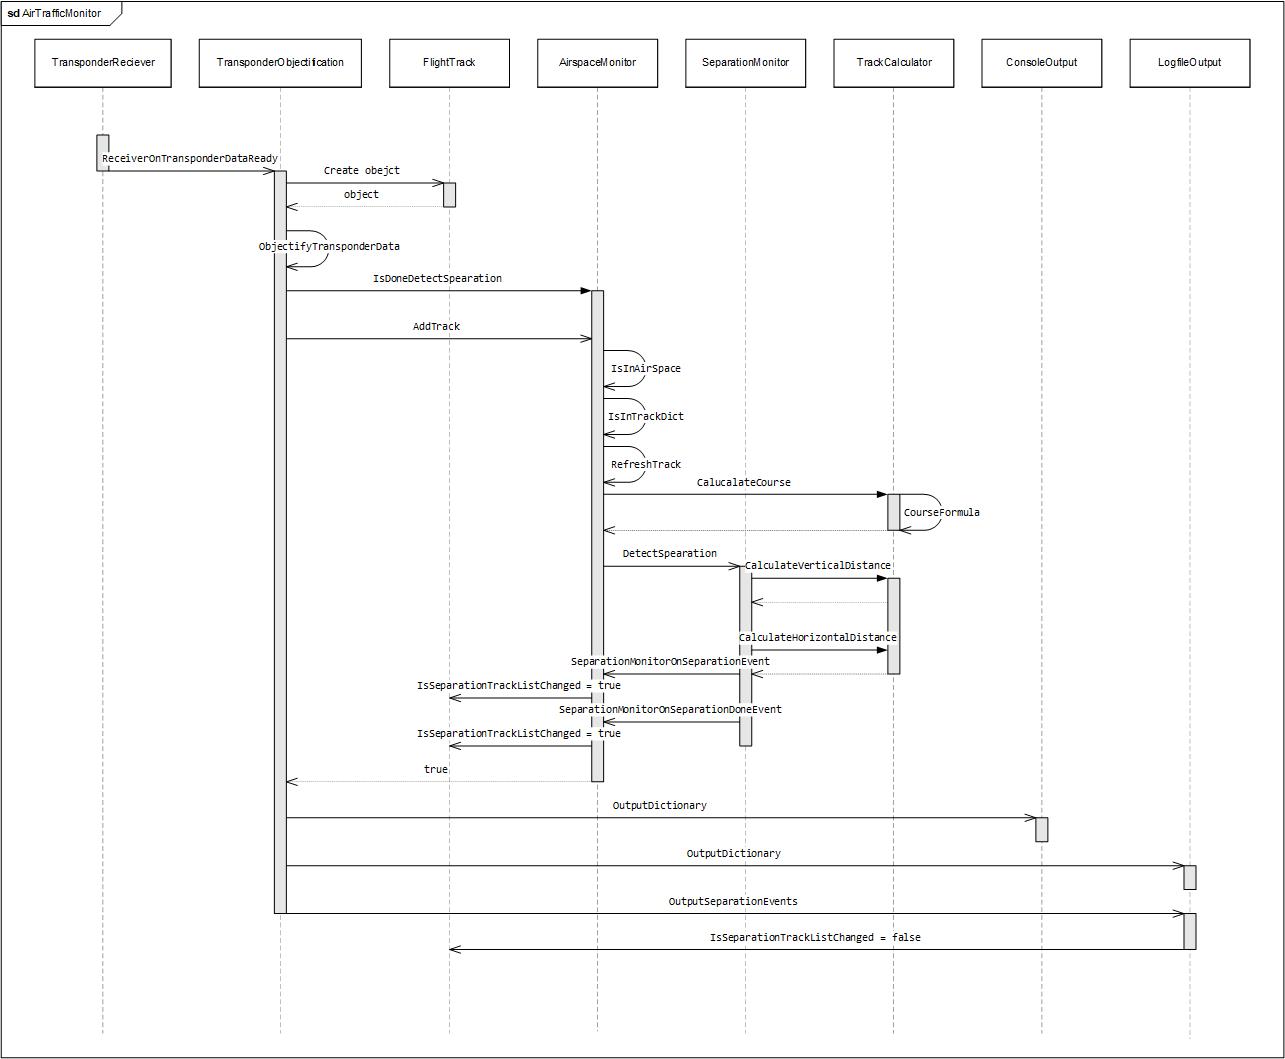 sd AirTrafficMonitor
TransponderReciever
TransponderObjectification
FlightTrack
AirspaceMonitor
SeparationMonitor
TrackCalculator
ConsoleOutput
LogfileOutput
ReceiverOnTransponderDataReady
Create obejct
object
ObjectifyTransponderData
IsDoneDetectSpearation
AddTrack
IsInAirSpace
IsInTrackDict
RefreshTrack
CalucalateCourse
CourseFormula
DetectSpearation
CalculateVerticalDistance
CalculateHorizontalDistance
SeparationMonitorOnSeparationEvent
IsSeparationTrackListChanged = true
SeparationMonitorOnSeparationDoneEvent
IsSeparationTrackListChanged = true
true
OutputDictionary
OutputDictionary
OutputSeparationEvents
IsSeparationTrackListChanged = false